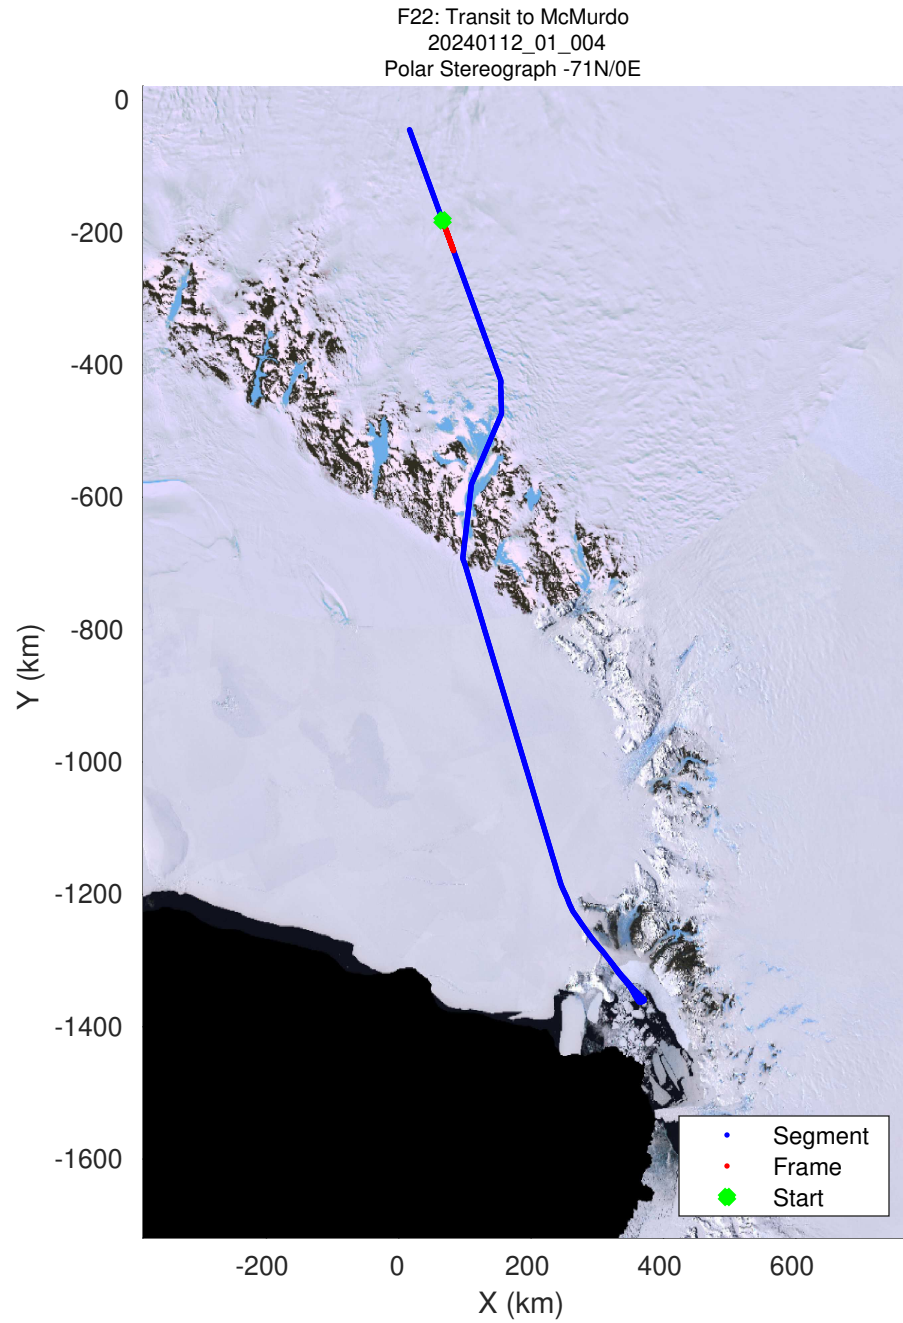 F22: Transit to McMurdo
20240112_01_004
Polar Stereograph -71N/0E
0
-200
-400
-600
-800
-1000
-1200
-1400
-1600
Y (km)
Segment
Frame
Start
-200 0 200 400 600
X (km)